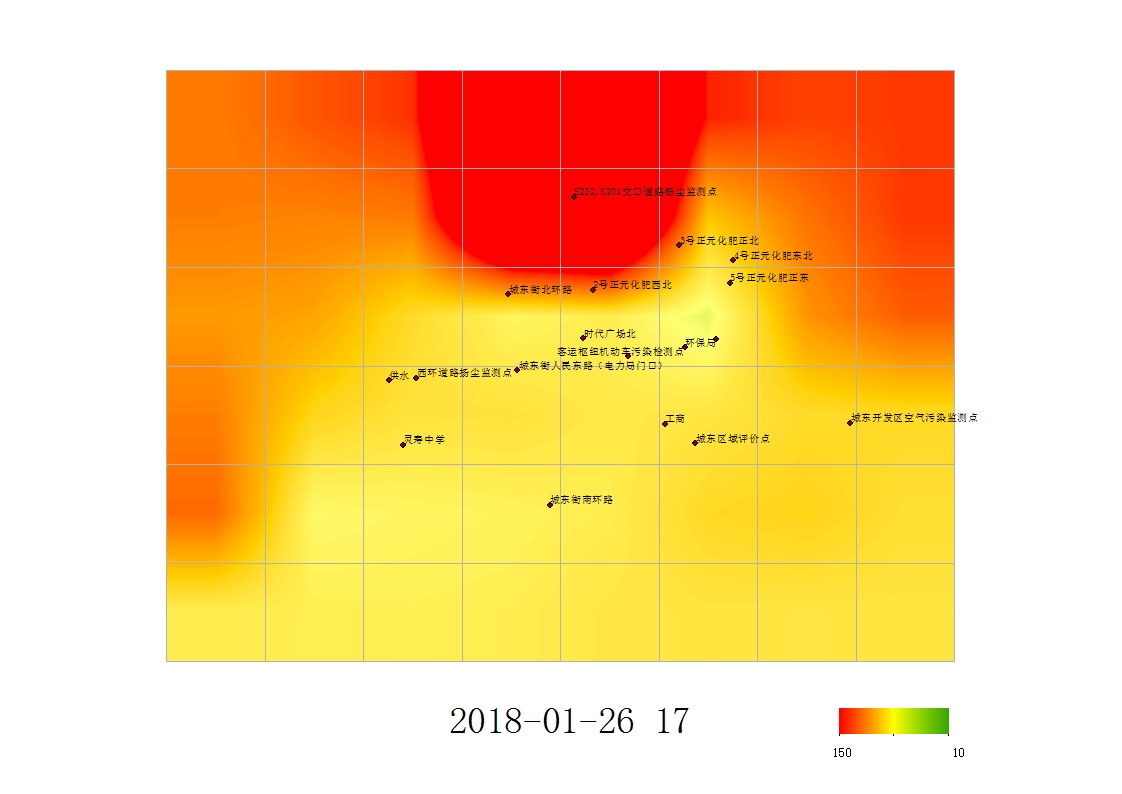 S232,S201交口道路扬尘监测点
3号正元化肥正北
4号正元化肥东北
5号正元化肥正东
2号正元化肥西北
城东街北环路
时代广场北
环保局
客运枢纽机动车污染检测点
城东街人民东路（电力局门口）
供水
西环道路扬尘监测点
工商
城东开发区空气污染监测点
灵寿中学
城东区域评价点
城东街南环路
2018-01-26 17
150
10